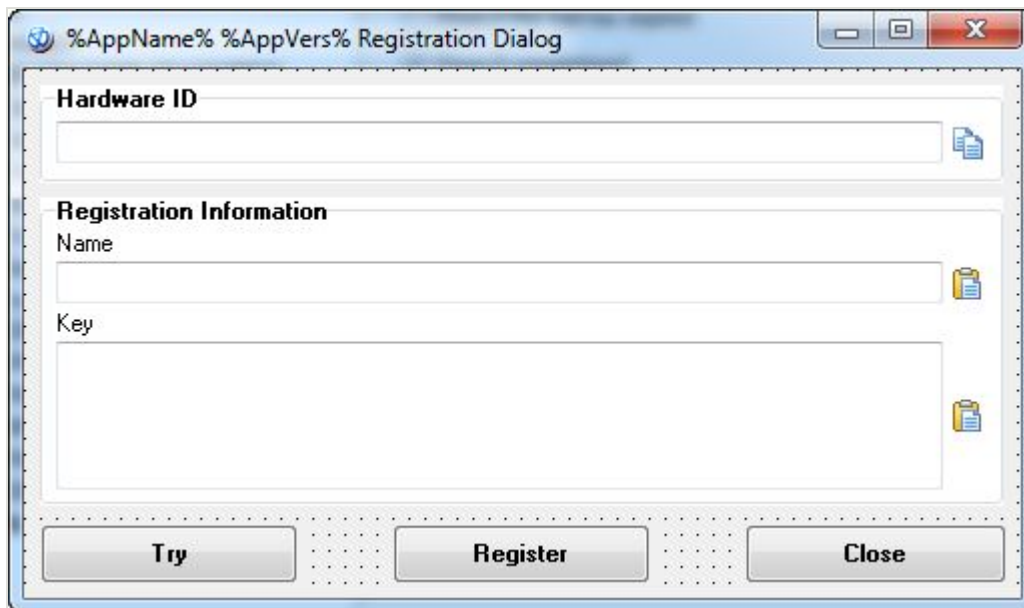 %AppName% %AppVers% Registration Dialog
Hardware ID
Registration Information
Name
Key
Try
Register
Close